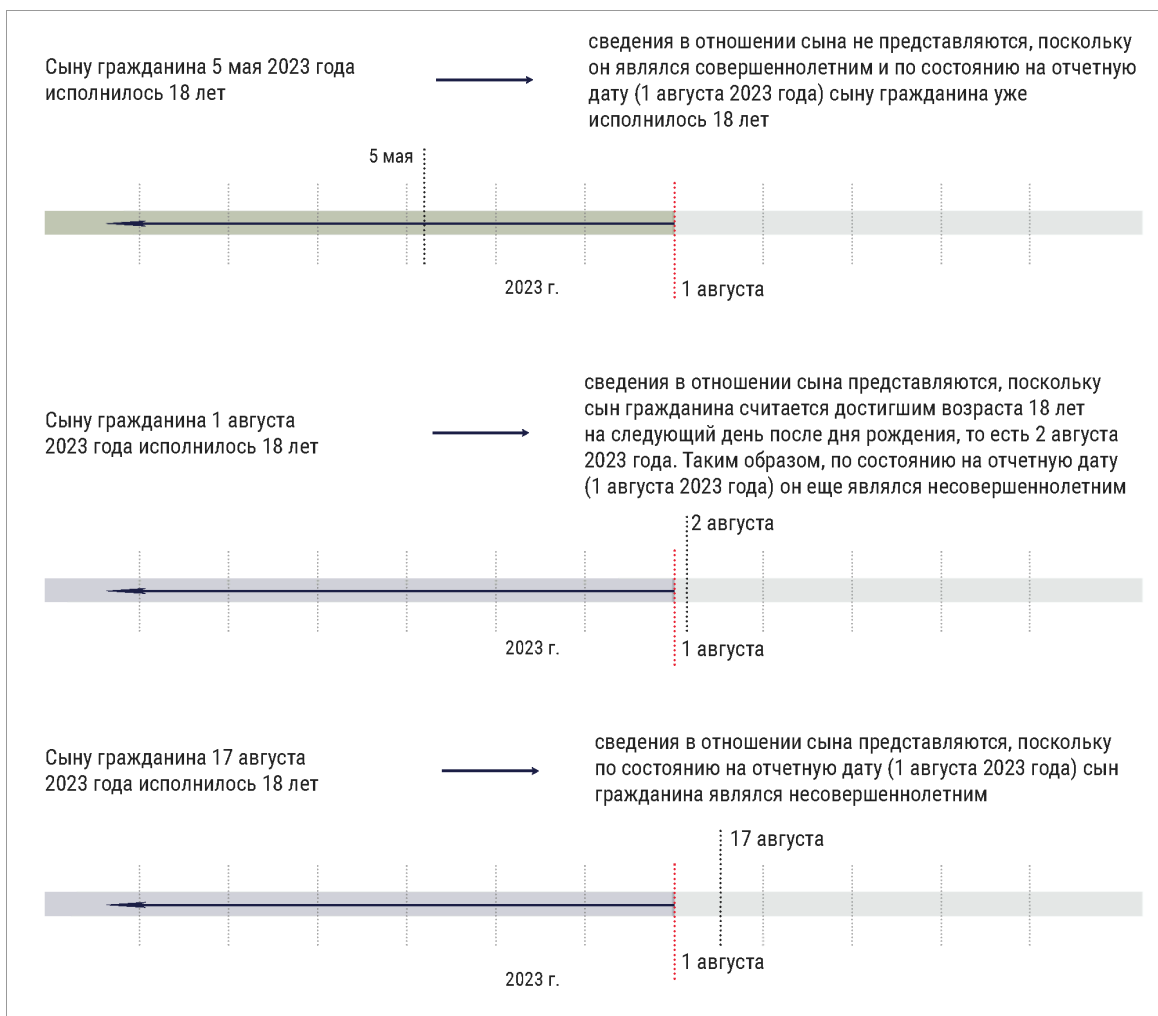 Сыну гражданина 5 мая 2023 года
исполнилось 18 лет
сведения в отношении сына не представляются, поскольку
он являлся совершеннолетним и по состоянию на отчетную
дату (1 августа 2023 года) сыну гражданина уже
исполнилось 18 лет
5 мая
2023 г.
1 августа
Сыну гражданина 1 августа
2023 года исполнилось 18 лет
сведения в отношении сына представляются, поскольку
сын гражданина считается достигшим возраста 18 лет
на следующий день после дня рождения, то есть 2 августа
2023 года. Таким образом, по состоянию на отчетную дату
(1 августа 2023 года) он еще являлся несовершеннолетним
2 августа
2023 г.
1 августа
Сыну гражданина 17 августа
2023 года исполнилось 18 лет
сведения в отношении сына представляются, поскольку
по состоянию на отчетную дату (1 августа 2023 года) сын
гражданина являлся несовершеннолетним
17 августа
1 августа
2023 г.